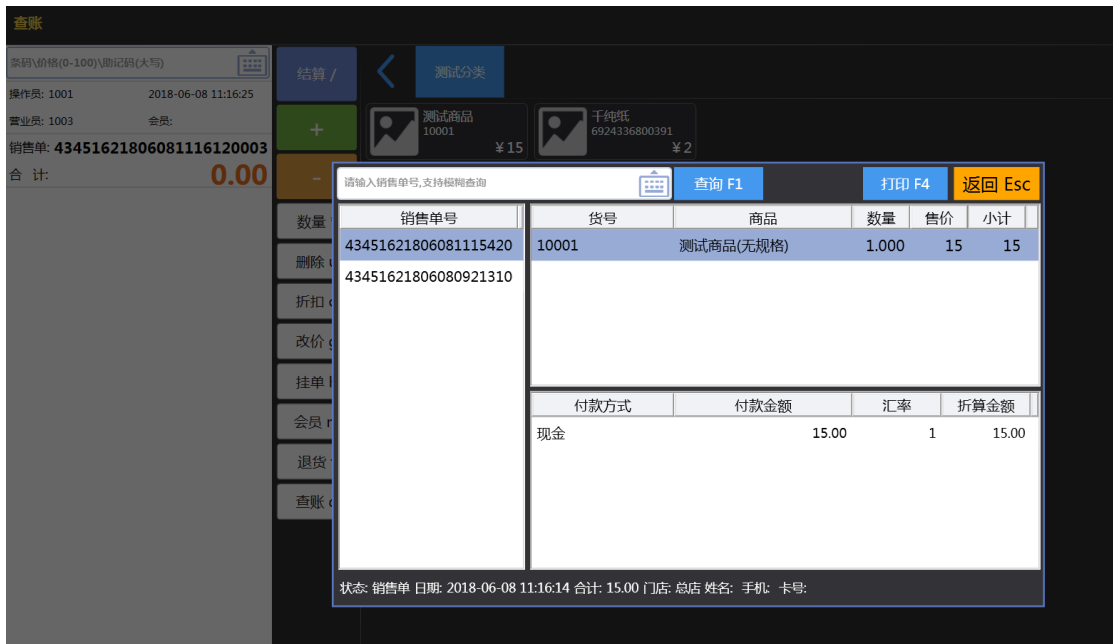 查账
条码\价格(0-100)\助记码(大写)
操作员: 1001 2018-06-08 11:16:25
营业员: 1003 会员:
销售单: 43451621806081116120003
合 计: 0.00
结算 /
+
-
数量
删除
折扣
改价
挂单
会员
退货
查账
测试分类
测试商品
10001
¥15
千纯纸
6924336800391
¥2
请输入销售单号,支持模糊查询 查询 F1 打印 F4 返回 Esc
销售单号
43451621806081115420
43451621806080921310
货号 商品 数量 售价 小计
10001 测试商品(无规格) 1.000 15 15
付款方式 付款金额 汇率 折算金额
现金 15.00 1 15.00
状态: 销售单 日期: 2018-06-08 11:16:14 合计: 15.00 门店: 总店 姓名: 手机: 卡号: